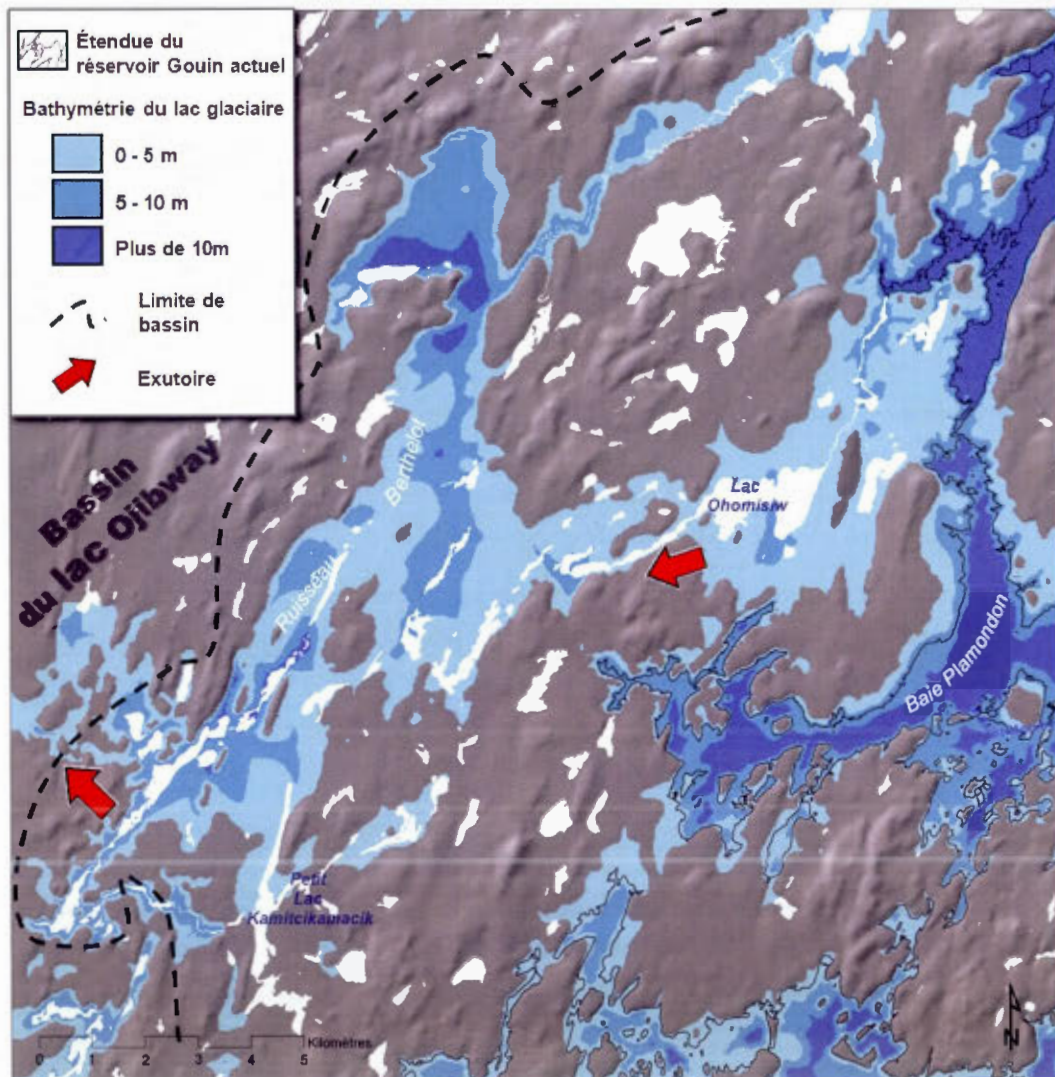 Étendue du
réservoir Gouin actuel
Bathymétrie du lac glaciaire
0 - 5 m
5 - 10 m
Plus de 10m
Limite de
bassin
Exutoire
Bassin
du lac Ojibway
Ruisseau
Berthelot
Lac
Ohomisiw
Baie Plamondon
Petit
Lac
Kamitcikamacik
Kilomètres
0 1 2 3 4 5
N